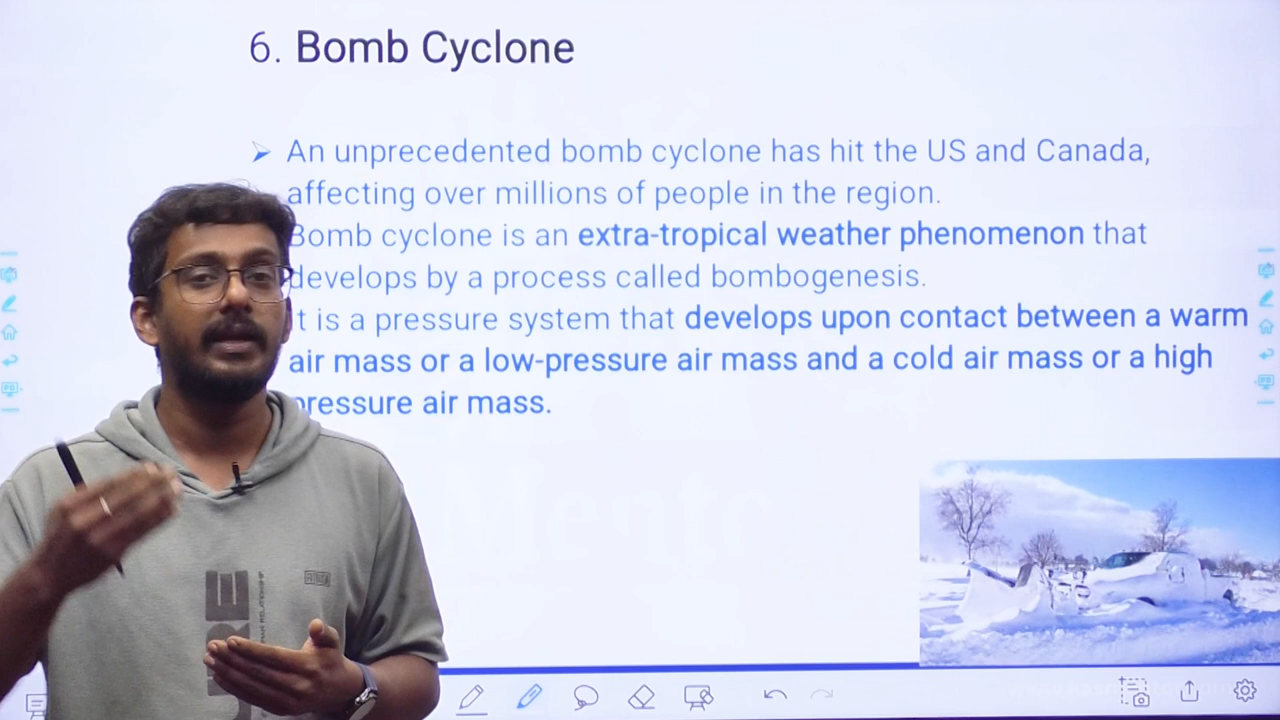 6. Bomb Cyclone
➢ An unprecedented bomb cyclone has hit the US and Canada,
affecting over millions of people in the region.
Bomb cyclone is an extra-tropical weather phenomenon that
develops by a process called bombogenesis.
It is a pressure system that develops upon contact between a warm
air mass or a low-pressure air mass and a cold air mass or a high
pressure air mass.